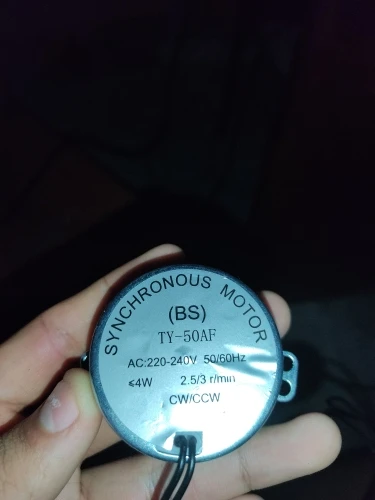 SYNCHRONOUS MOTOR
(BS)
TY-50AF
AC:220-240V 50/60Hz
≤4W 2.5/3 r/min
CW/CCW